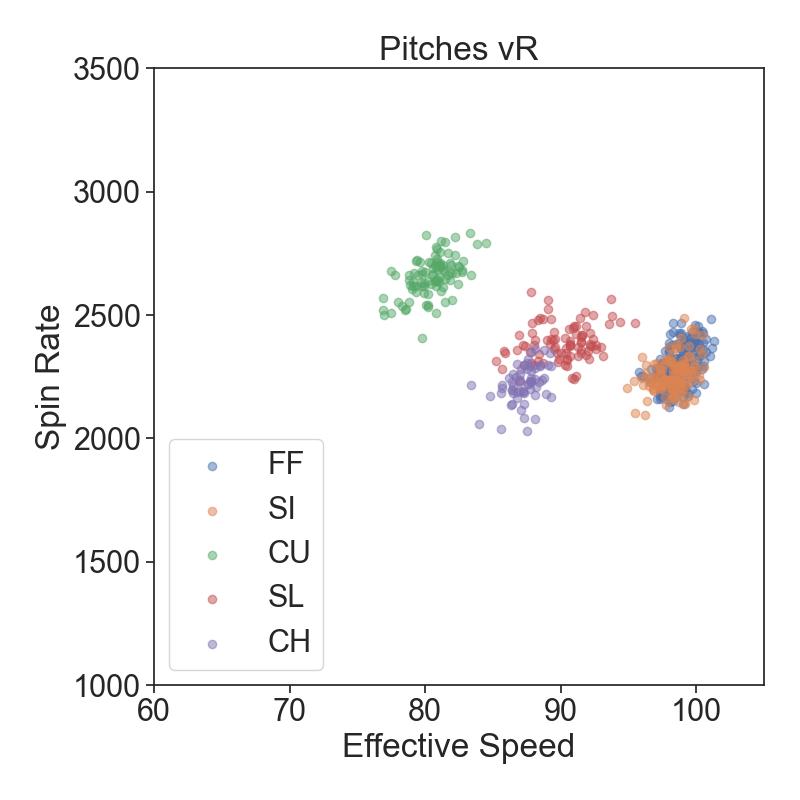 Pitches vR
3500
3000
2500
2000
1500
1000
Spin Rate
FF
SI
CU
SL
CH
60 70 80 90 100
Effective Speed